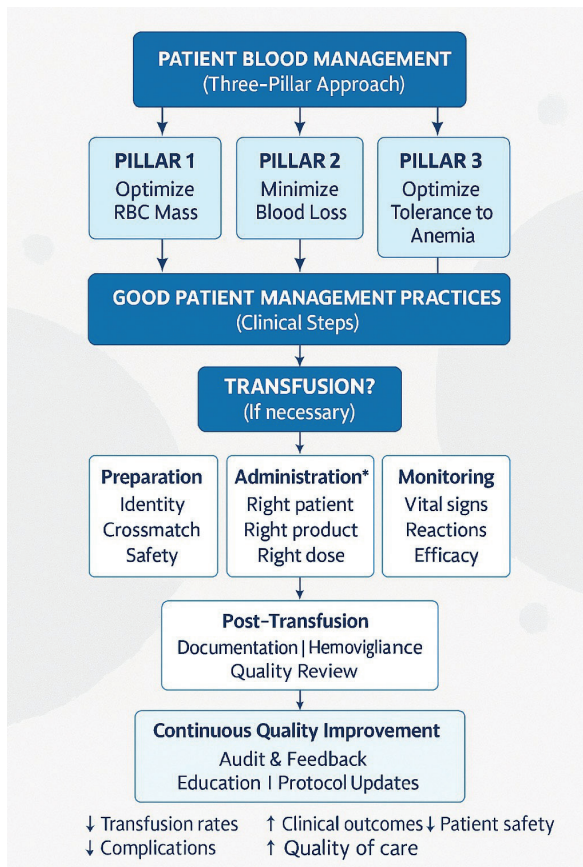 PATIENT BLOOD MANAGEMENT
(Three-Pillar Approach)
PILLAR 1
Optimize
RBC Mass
PILLAR 2
Minimize
Blood Loss
PILLAR 3
Optimize
Tolerance to
Anemia
GOOD PATIENT MANAGEMENT PRACTICES
(Clinical Steps)
TRANSFUSION?
(If necessary)
Preparation
Identity
Crossmatch
Safety
Administration*
Right patient
Right product
Right dose
Monitoring
Vital signs
Reactions
Efficacy
Post-Transfusion
Documentation | Hemovigliance
Quality Review
Continuous Quality Improvement
Audit & Feedback
Education | Protocol Updates
↓ Transfusion rates ↑ Clinical outcomes ↓ Patient safety
↓ Complications ↑ Quality of care